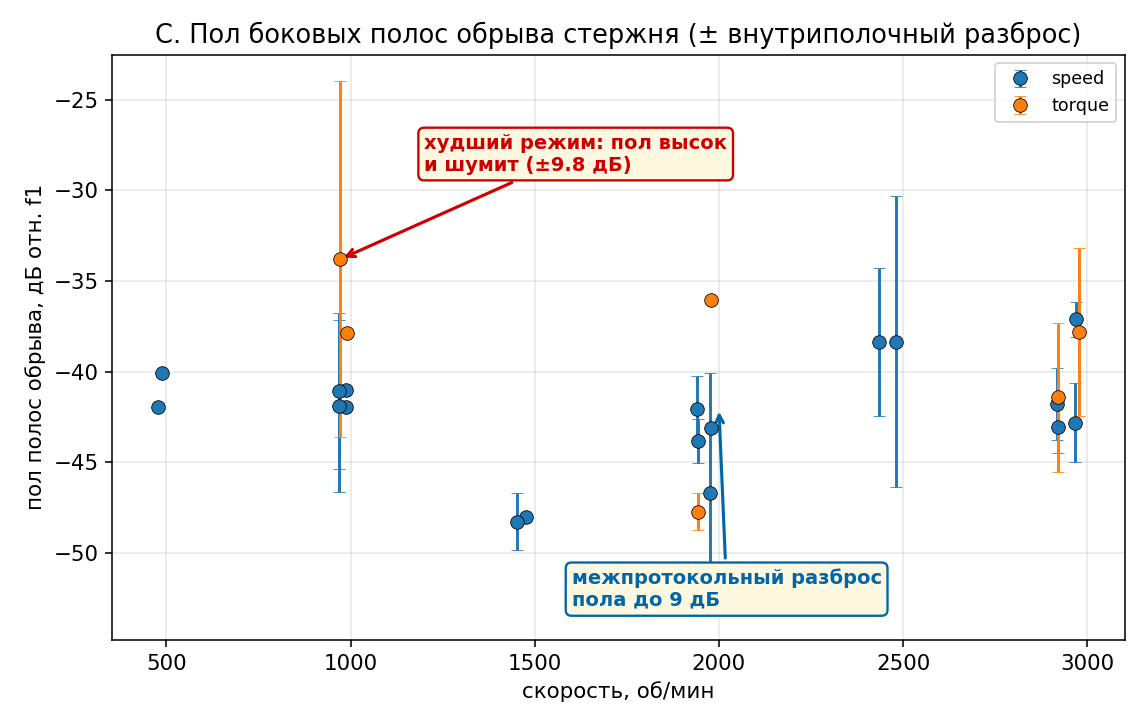 C. Пол боковых полос обрыва стержня (± внутриполочный разброс)
speed
torque
худший режим: пол высок
и шумит (±9.8 дБ)
межпротокольный разброс
пола до 9 дБ
пол полос обрыва, дБ отн. f1
−25
−30
−35
−40
−45
−50
500
1000
1500
2000
2500
3000
скорость, об/мин